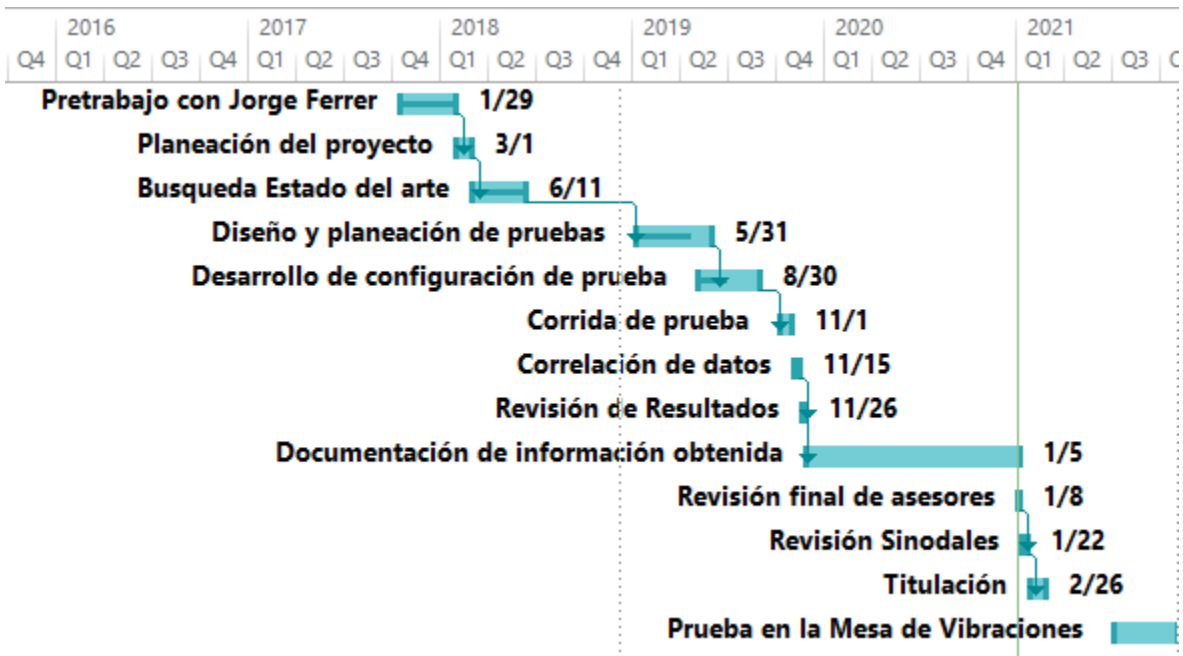 2016 2017 2018 2019 2020 2021
Q4 Q1 Q2 Q3 Q4 Q1 Q2 Q3 Q4 Q1 Q2 Q3 Q4 Q1 Q2 Q3 Q4 Q1 Q2 Q3 Q4 Q1 Q2 Q3
Pretrabajo con Jorge Ferrer 1/29
Planeación del proyecto 3/1
Busqueda Estado del arte 6/11
Diseño y planeación de pruebas 5/31
Desarrollo de configuración de prueba 8/30
Corrida de prueba 11/1
Correlación de datos 11/15
Revisión de Resultados 11/26
Documentación de información obtenida 1/5
Revisión final de asesores 1/8
Revisión Sinodales 1/22
Titulación 2/26
Prueba en la Mesa de Vibraciones